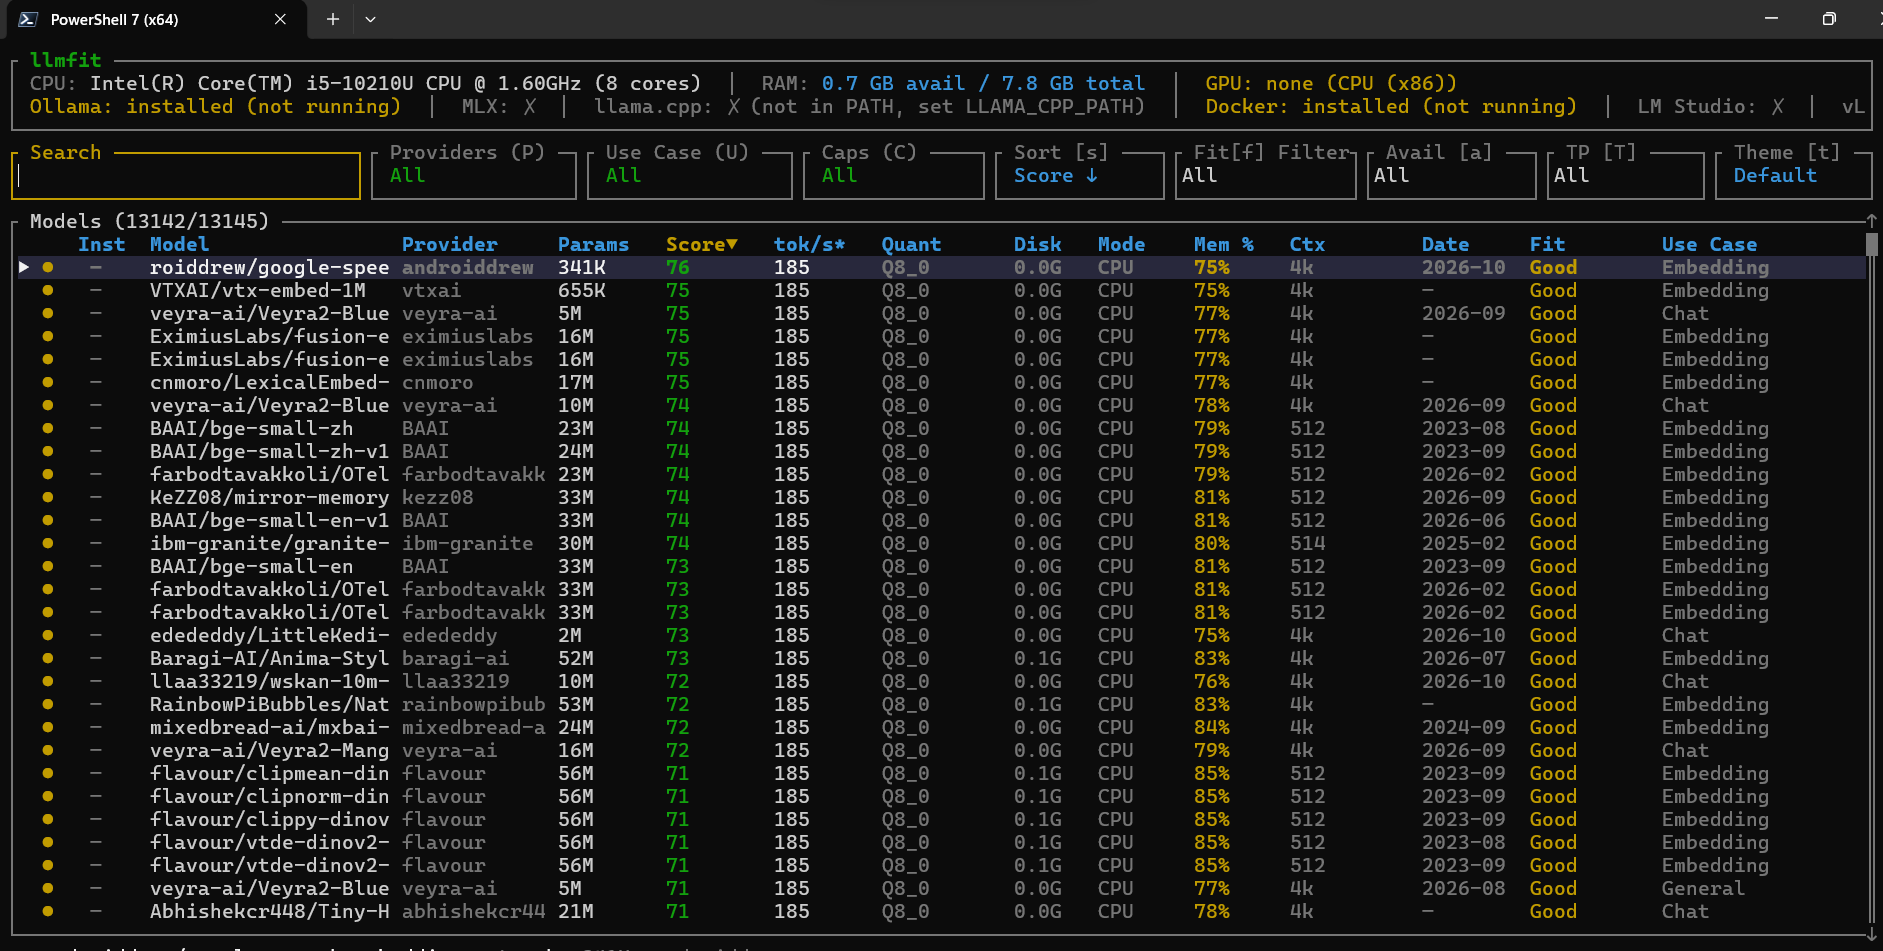 PowerShell 7 (x64)
llmfit
CPU: Intel(R) Core(TM) i5-10210U CPU @ 1.60GHz (8 cores) │ RAM: 0.7 GB avail / 7.8 GB total │ GPU: none (CPU (x86))
Ollama: installed (not running) │ MLX: ✗ │ llama.cpp: ✗ (not in PATH, set LLAMA_CPP_PATH) Docker: installed (not running) │ LM Studio: ✗ │ vL
Search Providers (P) Use Case (U) Caps (C) Sort [s] Fit[f] Filter Avail [a] TP [T] Theme [t]
All All All Score ↓ All All All Default
Models (13142/13145)
Inst Model Provider Params Score▼ tok/s* Quant Disk Mode Mem % Ctx Date Fit Use Case
▶ ● — roiddrew/google-spee androiddrew 341K 76 185 Q8_0 0.0G CPU 75% 4k 2026-10 Good Embedding
● — VTXAI/vtx-embed-1M vtxai 655K 75 185 Q8_0 0.0G CPU 75% 4k — Good Embedding
● — veyra-ai/Veyra2-Blue veyra-ai 5M 75 185 Q8_0 0.0G CPU 77% 4k 2026-09 Good Chat
● — EximiusLabs/fusion-e eximiuslabs 16M 75 185 Q8_0 0.0G CPU 77% 4k — Good Embedding
● — EximiusLabs/fusion-e eximiuslabs 16M 75 185 Q8_0 0.0G CPU 77% 4k — Good Embedding
● — cnmoro/LexicalEmbed- cnmoro 17M 75 185 Q8_0 0.0G CPU 77% 4k — Good Embedding
● — veyra-ai/Veyra2-Blue veyra-ai 10M 74 185 Q8_0 0.0G CPU 78% 4k 2026-09 Good Chat
● — BAAI/bge-small-zh BAAI 23M 74 185 Q8_0 0.0G CPU 79% 512 2023-08 Good Embedding
● — BAAI/bge-small-zh-v1 BAAI 24M 74 185 Q8_0 0.0G CPU 79% 512 2023-09 Good Embedding
● — farbodtavakkoli/OTel farbodtavakk 23M 74 185 Q8_0 0.0G CPU 79% 512 2026-02 Good Embedding
● — KeZZ08/mirror-memory kezz08 33M 74 185 Q8_0 0.0G CPU 81% 512 2026-09 Good Embedding
● — BAAI/bge-small-en-v1 BAAI 33M 74 185 Q8_0 0.0G CPU 81% 512 2026-06 Good Embedding
● — ibm-granite/granite- ibm-granite 30M 74 185 Q8_0 0.0G CPU 80% 514 2025-02 Good Embedding
● — BAAI/bge-small-en BAAI 33M 73 185 Q8_0 0.0G CPU 81% 512 2023-09 Good Embedding
● — farbodtavakkoli/OTel farbodtavakk 33M 73 185 Q8_0 0.0G CPU 81% 512 2026-02 Good Embedding
● — farbodtavakkoli/OTel farbodtavakk 33M 73 185 Q8_0 0.0G CPU 81% 512 2026-02 Good Embedding
● — edededdy/LittleKedi- edededdy 2M 73 185 Q8_0 0.0G CPU 75% 4k 2026-10 Good Chat
● — Baragi-AI/Anima-Styl baragi-ai 52M 73 185 Q8_0 0.1G CPU 83% 4k 2026-07 Good Embedding
● — llaa33219/wskan-10m- llaa33219 10M 72 185 Q8_0 0.0G CPU 76% 4k 2026-10 Good Chat
● — RainbowPiBubbles/Nat rainbowpibub 53M 72 185 Q8_0 0.1G CPU 83% 4k — Good Embedding
● — mixedbread-ai/mxbai- mixedbread-a 24M 72 185 Q8_0 0.0G CPU 84% 4k 2024-09 Good Embedding
● — veyra-ai/Veyra2-Mang veyra-ai 16M 72 185 Q8_0 0.0G CPU 79% 4k 2026-09 Good Chat
● — flavour/clipmean-din flavour 56M 71 185 Q8_0 0.1G CPU 85% 512 2023-09 Good Embedding
● — flavour/clipnorm-din flavour 56M 71 185 Q8_0 0.1G CPU 85% 512 2023-09 Good Embedding
● — flavour/clippy-dinov flavour 56M 71 185 Q8_0 0.1G CPU 85% 512 2023-09 Good Embedding
● — flavour/vtde-dinov2- flavour 56M 71 185 Q8_0 0.1G CPU 85% 512 2023-08 Good Embedding
● — flavour/vtde-dinov2- flavour 56M 71 185 Q8_0 0.1G CPU 85% 512 2023-09 Good Embedding
● — veyra-ai/Veyra2-Blue veyra-ai 5M 71 185 Q8_0 0.0G CPU 77% 4k 2026-08 Good General
● — Abhishekcr448/Tiny-H abhishekcr44 21M 71 185 Q8_0 0.0G CPU 78% 4k — Good Chat